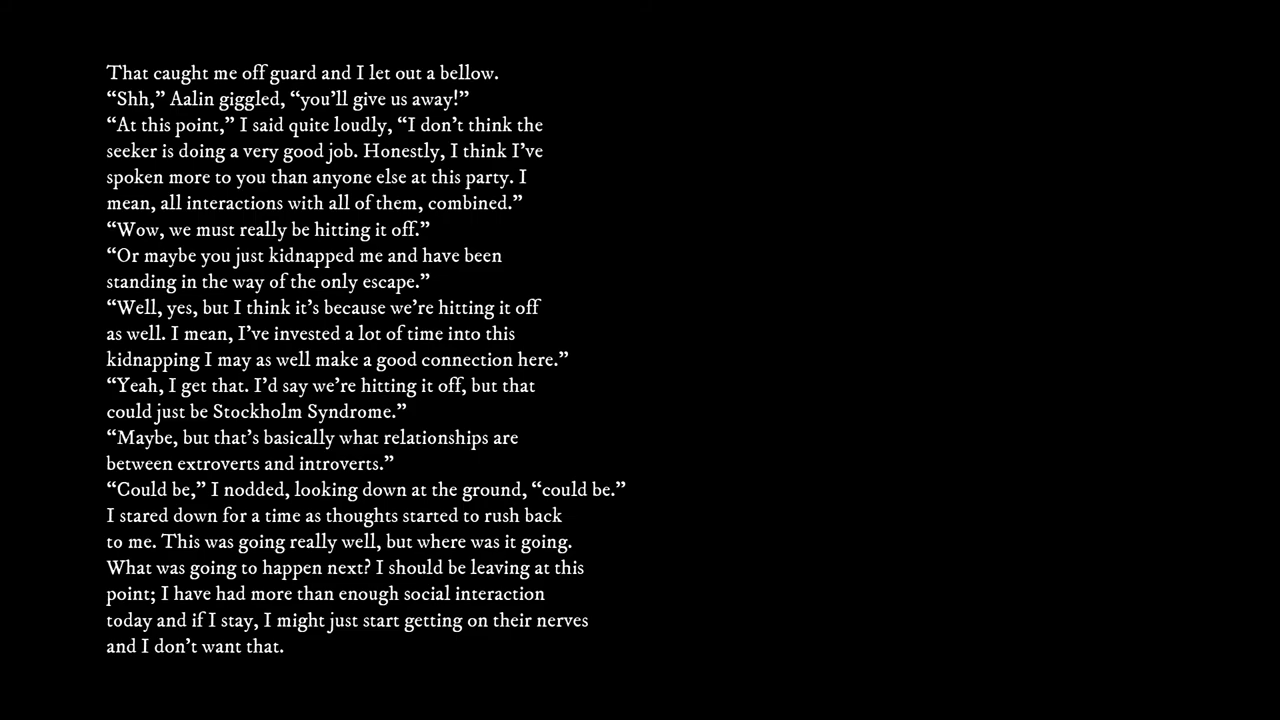 That caught me off guard and I let out a bellow.
“Shh,” Aalin giggled, “you’ll give us away!”
“At this point,” I said quite loudly, “I don’t think the
seeker is doing a very good job. Honestly, I think I’ve
spoken more to you than anyone else at this party. I
mean, all interactions with all of them, combined.”
“Wow, we must really be hitting it off.”
“Or maybe you just kidnapped me and have been
standing in the way of the only escape.”
“Well, yes, but I think it’s because we’re hitting it off
as well. I mean, I’ve invested a lot of time into this
kidnapping I may as well make a good connection here.”
“Yeah, I get that. I’d say we’re hitting it off, but that
could just be Stockholm Syndrome.”
“Maybe, but that’s basically what relationships are
between extroverts and introverts.”
“Could be,” I nodded, looking down at the ground, “could be.”
I stared down for a time as thoughts started to rush back
to me. This was going really well, but where was it going.
What was going to happen next? I should be leaving at this
point; I have had more than enough social interaction
today and if I stay, I might just start getting on their nerves
and I don’t want that.